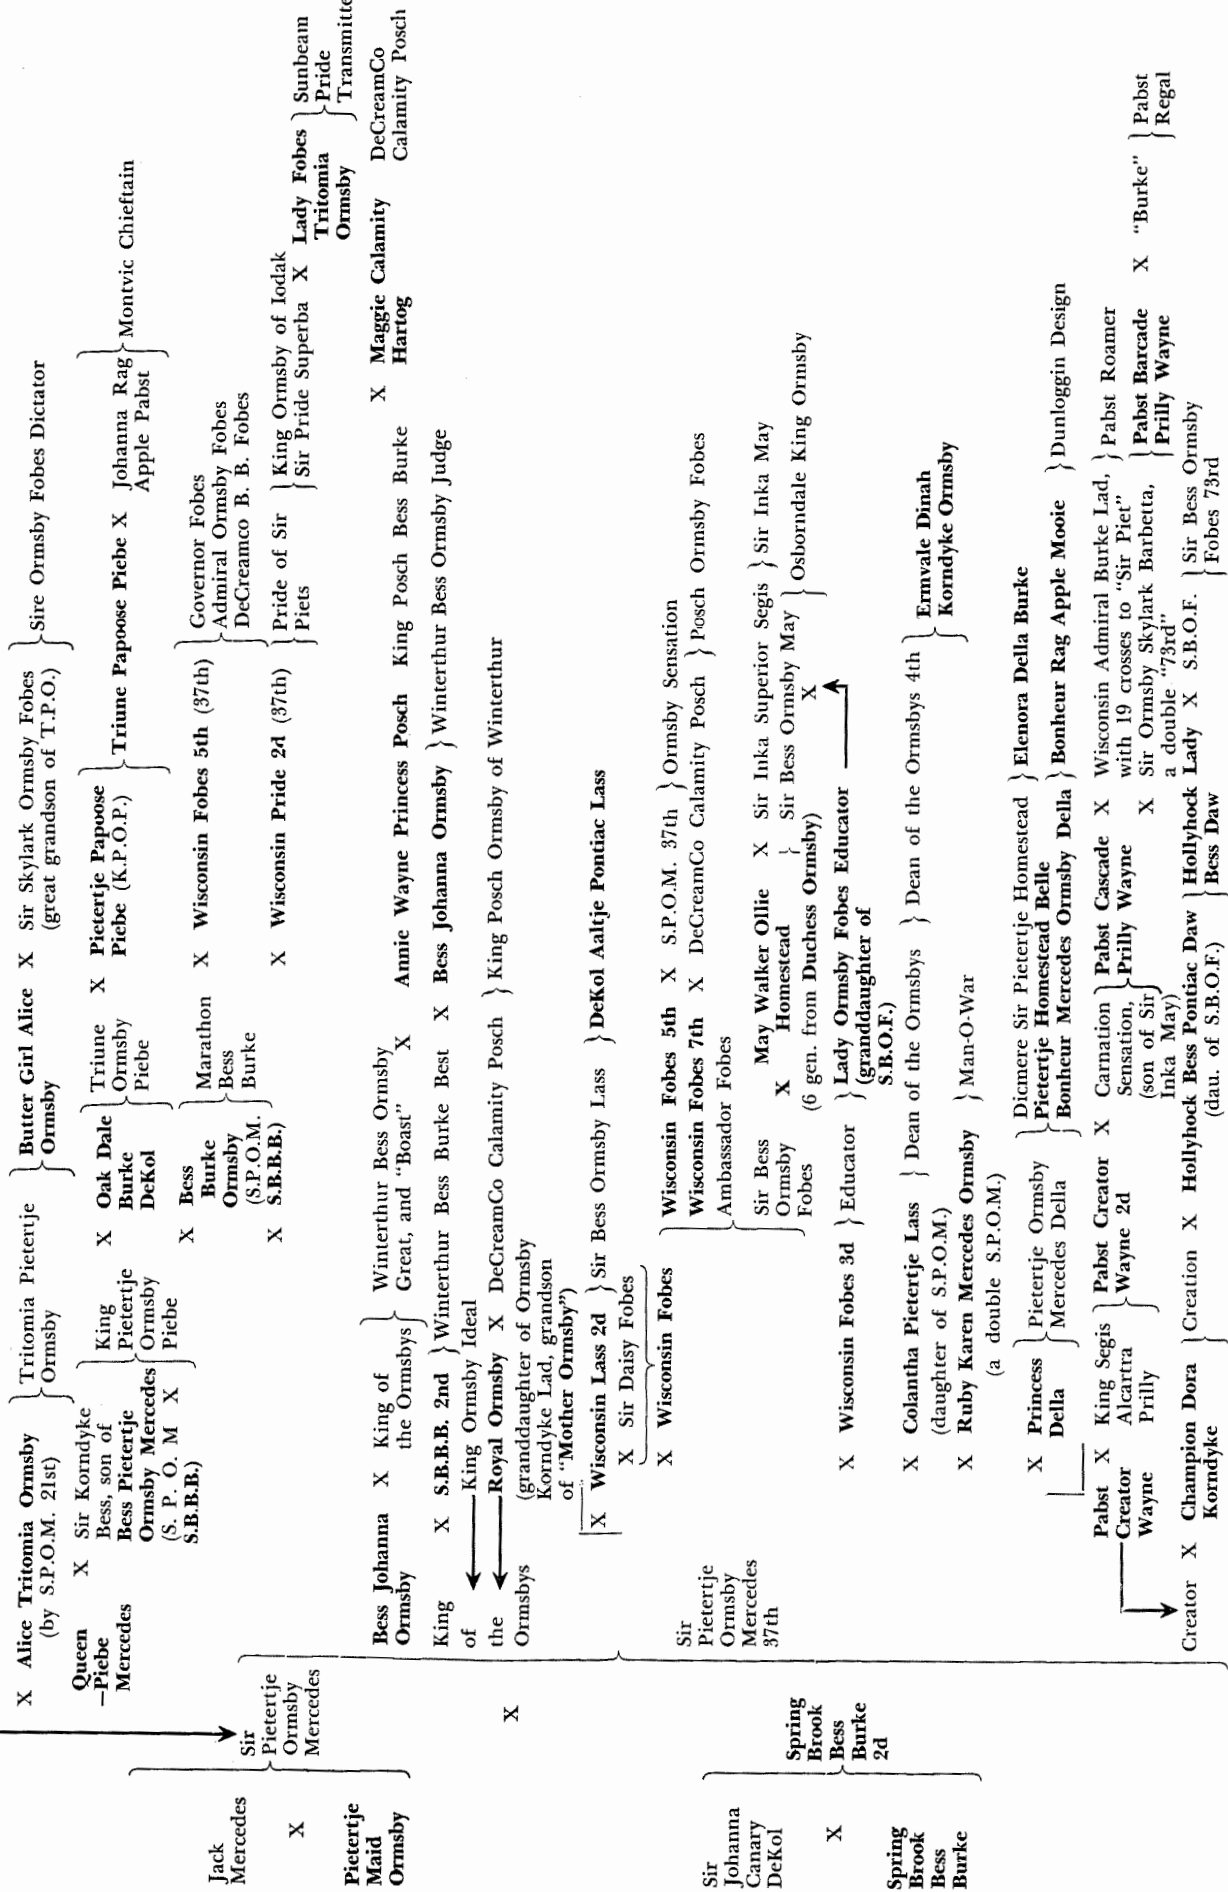 X Alice Tritomia Ormsby
(by S.P.O.M. 21st)
Tritomia Pietertje
Ormsby
X Butter Girl Alice
Ormsby
X Sir Skylark Ormsby Fobes
(great grandson of T.P.O.)
Sire Ormsby Fobes Dictator
Queen
—Piebe
Mercedes
X Sir Korndyke
Bess, son of
Bess Pietertje
Ormsby Mercedes
(S. P. O. M X
S.B.B.B.)
King
Pietertje
Ormsby
Piebe
X Oak Dale
Burke
DeKol
Triune
Ormsby
Piebe
X Pietertje Papoose
Piebe (K.P.O.P.)
Triune Papoose Piebe X
Johanna Rag
Apple Pabst
Montvic Chieftain
X Bess
Burke
Ormsby
(S.P.O.M.
X S.B.B.B.)
Marathon
Bess
Burke
X Wisconsin Fobes 5th (37th)
Governor Fobes
Admiral Ormsby Fobes
DeCreamco B. B. Fobes
X Wisconsin Pride 2d (37th)
Pride of Sir
Piets
King Ormsby of Iodak
Sir Pride Superba X
Lady Fobes
Tritomia
Ormsby
Sunbeam
Pride
Jack
Mercedes
X
Pietertje
Maid
Ormsby
Sir
Pietertje
Ormsby
Mercedes
X
Sir
Johanna
Canary
DeKol
X
Spring
Brook
Bess
Burke
Spring
Brook
Bess
Burke
2d
Bess Johanna
Ormsby
X King of
the Ormsbys
Winterthur Bess Ormsby
Great, and "Boast"
X Annie Wayne Princess Posch
King Posch Bess Burke
X Maggie Calamity
Hartog
DeCreamCo
Calamity Posch
DeCreamCo
Calamity Posch
King
of
the
Ormsbys
X S.B.B.B. 2nd
Winterthur Bess Burke Best
X Bess Johanna Ormsby
Winterthur Bess Ormsby Judge
King Ormsby Ideal
Royal Ormsby X DeCreamCo Calamity Posch
King Posch Ormsby of Winterthur
(granddaughter of Ormsby
Korndyke Lad, grandson
of "Mother Ormsby")
X Wisconsin Lass 2d
Sir Bess Ormsby Lass
DeKol Aaltje Pontiac Lass
X Sir Daisy Fobes
Sir
Pietertje
Ormsby
Mercedes
37th
X Wisconsin Fobes
Wisconsin Fobes 5th X S.P.O.M. 37th
Ormsby Sensation
Wisconsin Fobes 7th X DeCreamCo Calamity Posch
Posch Ormsby Fobes
Ambassador Fobes
Sir Bess
Ormsby
Fobes
X May Walker Ollie
Homestead
X Sir Inka Superior Segis
Sir Inka May
Sir Bess Ormsby May
X
Osborndale King Ormsby
(6 gen. from Duchess Ormsby)
X Wisconsin Fobes 3d
Educator
Lady Ormsby Fobes Educator
(granddaughter of
S.B.O.F.)
X Colantha Pietertje Lass
(daughter of S.P.O.M.)
Dean of the Ormsbys
Dean of the Ormsbys 4th
Ermvale Dinah
Korndyke Ormsby
X Ruby Karen Mercedes Ormsby
(a double S.P.O.M.)
Man-O-War
X Princess
Della
Pietertje Ormsby
Mercedes Della
Dicmere Sir Pietertje Homestead
Pietertje Homestead Belle
Bonheur Mercedes Ormsby Della
Elenora Della Burke
Bonheur Rag Apple Mooie
Dunloggin Design
Pabst
Creator
Wayne
X King Segis
Alcartra
Prilly
Pabst Creator
Wayne 2d
X Carnation
Sensation,
(son of Sir
Inka May)
Pabst Cascade
Prilly Wayne
X Wisconsin Admiral Burke Lad,
with 19 crosses to "Sir Piet"
X Sir Ormsby Skylark Barbetta,
a double "73rd"
Pabst Roamer
Pabst Barcade
Prilly Wayne
X "Burke"
Pabst
Regal
Creator X Champion Dora
Korndyke
Creation X Hollyhock Bess Pontiac Daw
(dau. of S.B.O.F.)
Hollyhock Lady X S.B.O.F.
Bess Daw
Sir Bess Ormsby
Fobes 73rd